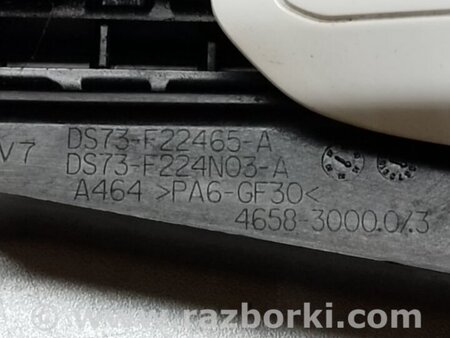 V7 DS73-F22465-A
DS73-F224N03-A
A464 >PA6-GF30<
4658-3000.0/3
www.razborki.com